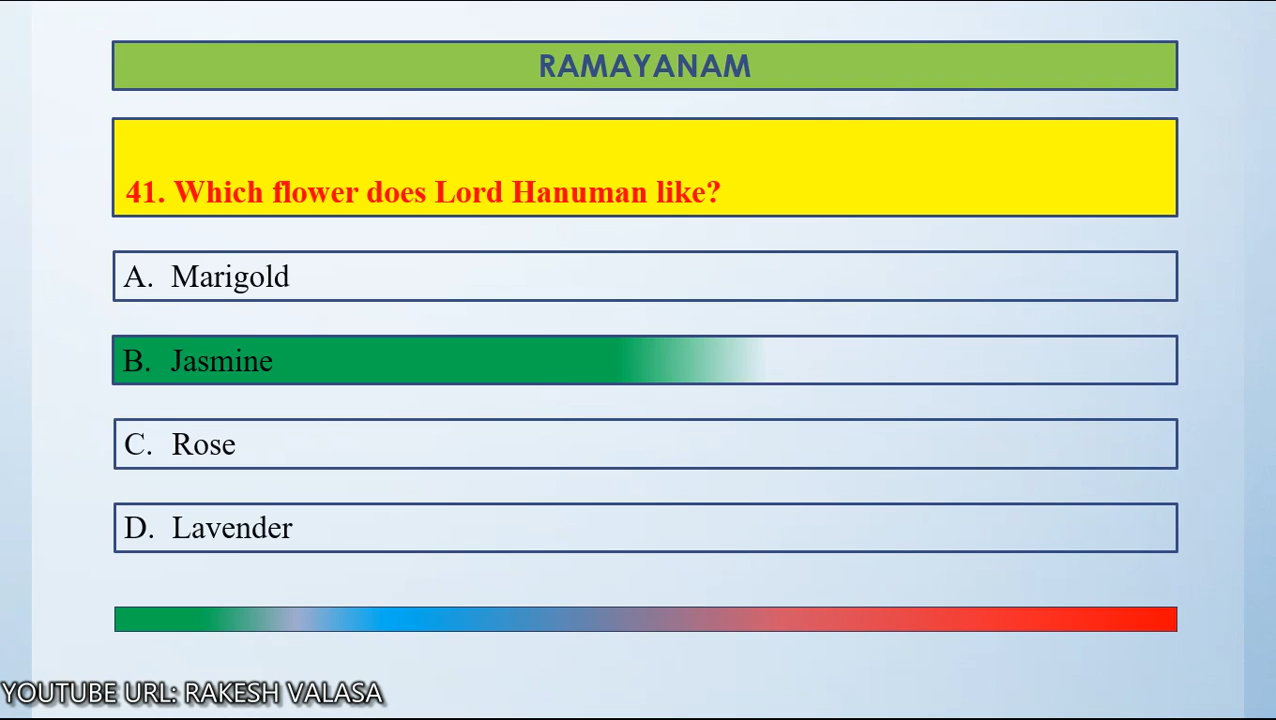 RAMAYANAM
41. Which flower does Lord Hanuman like?
A. Marigold
B. Jasmine
C. Rose
D. Lavender
YOUTUBE URL: RAKESH VALASA